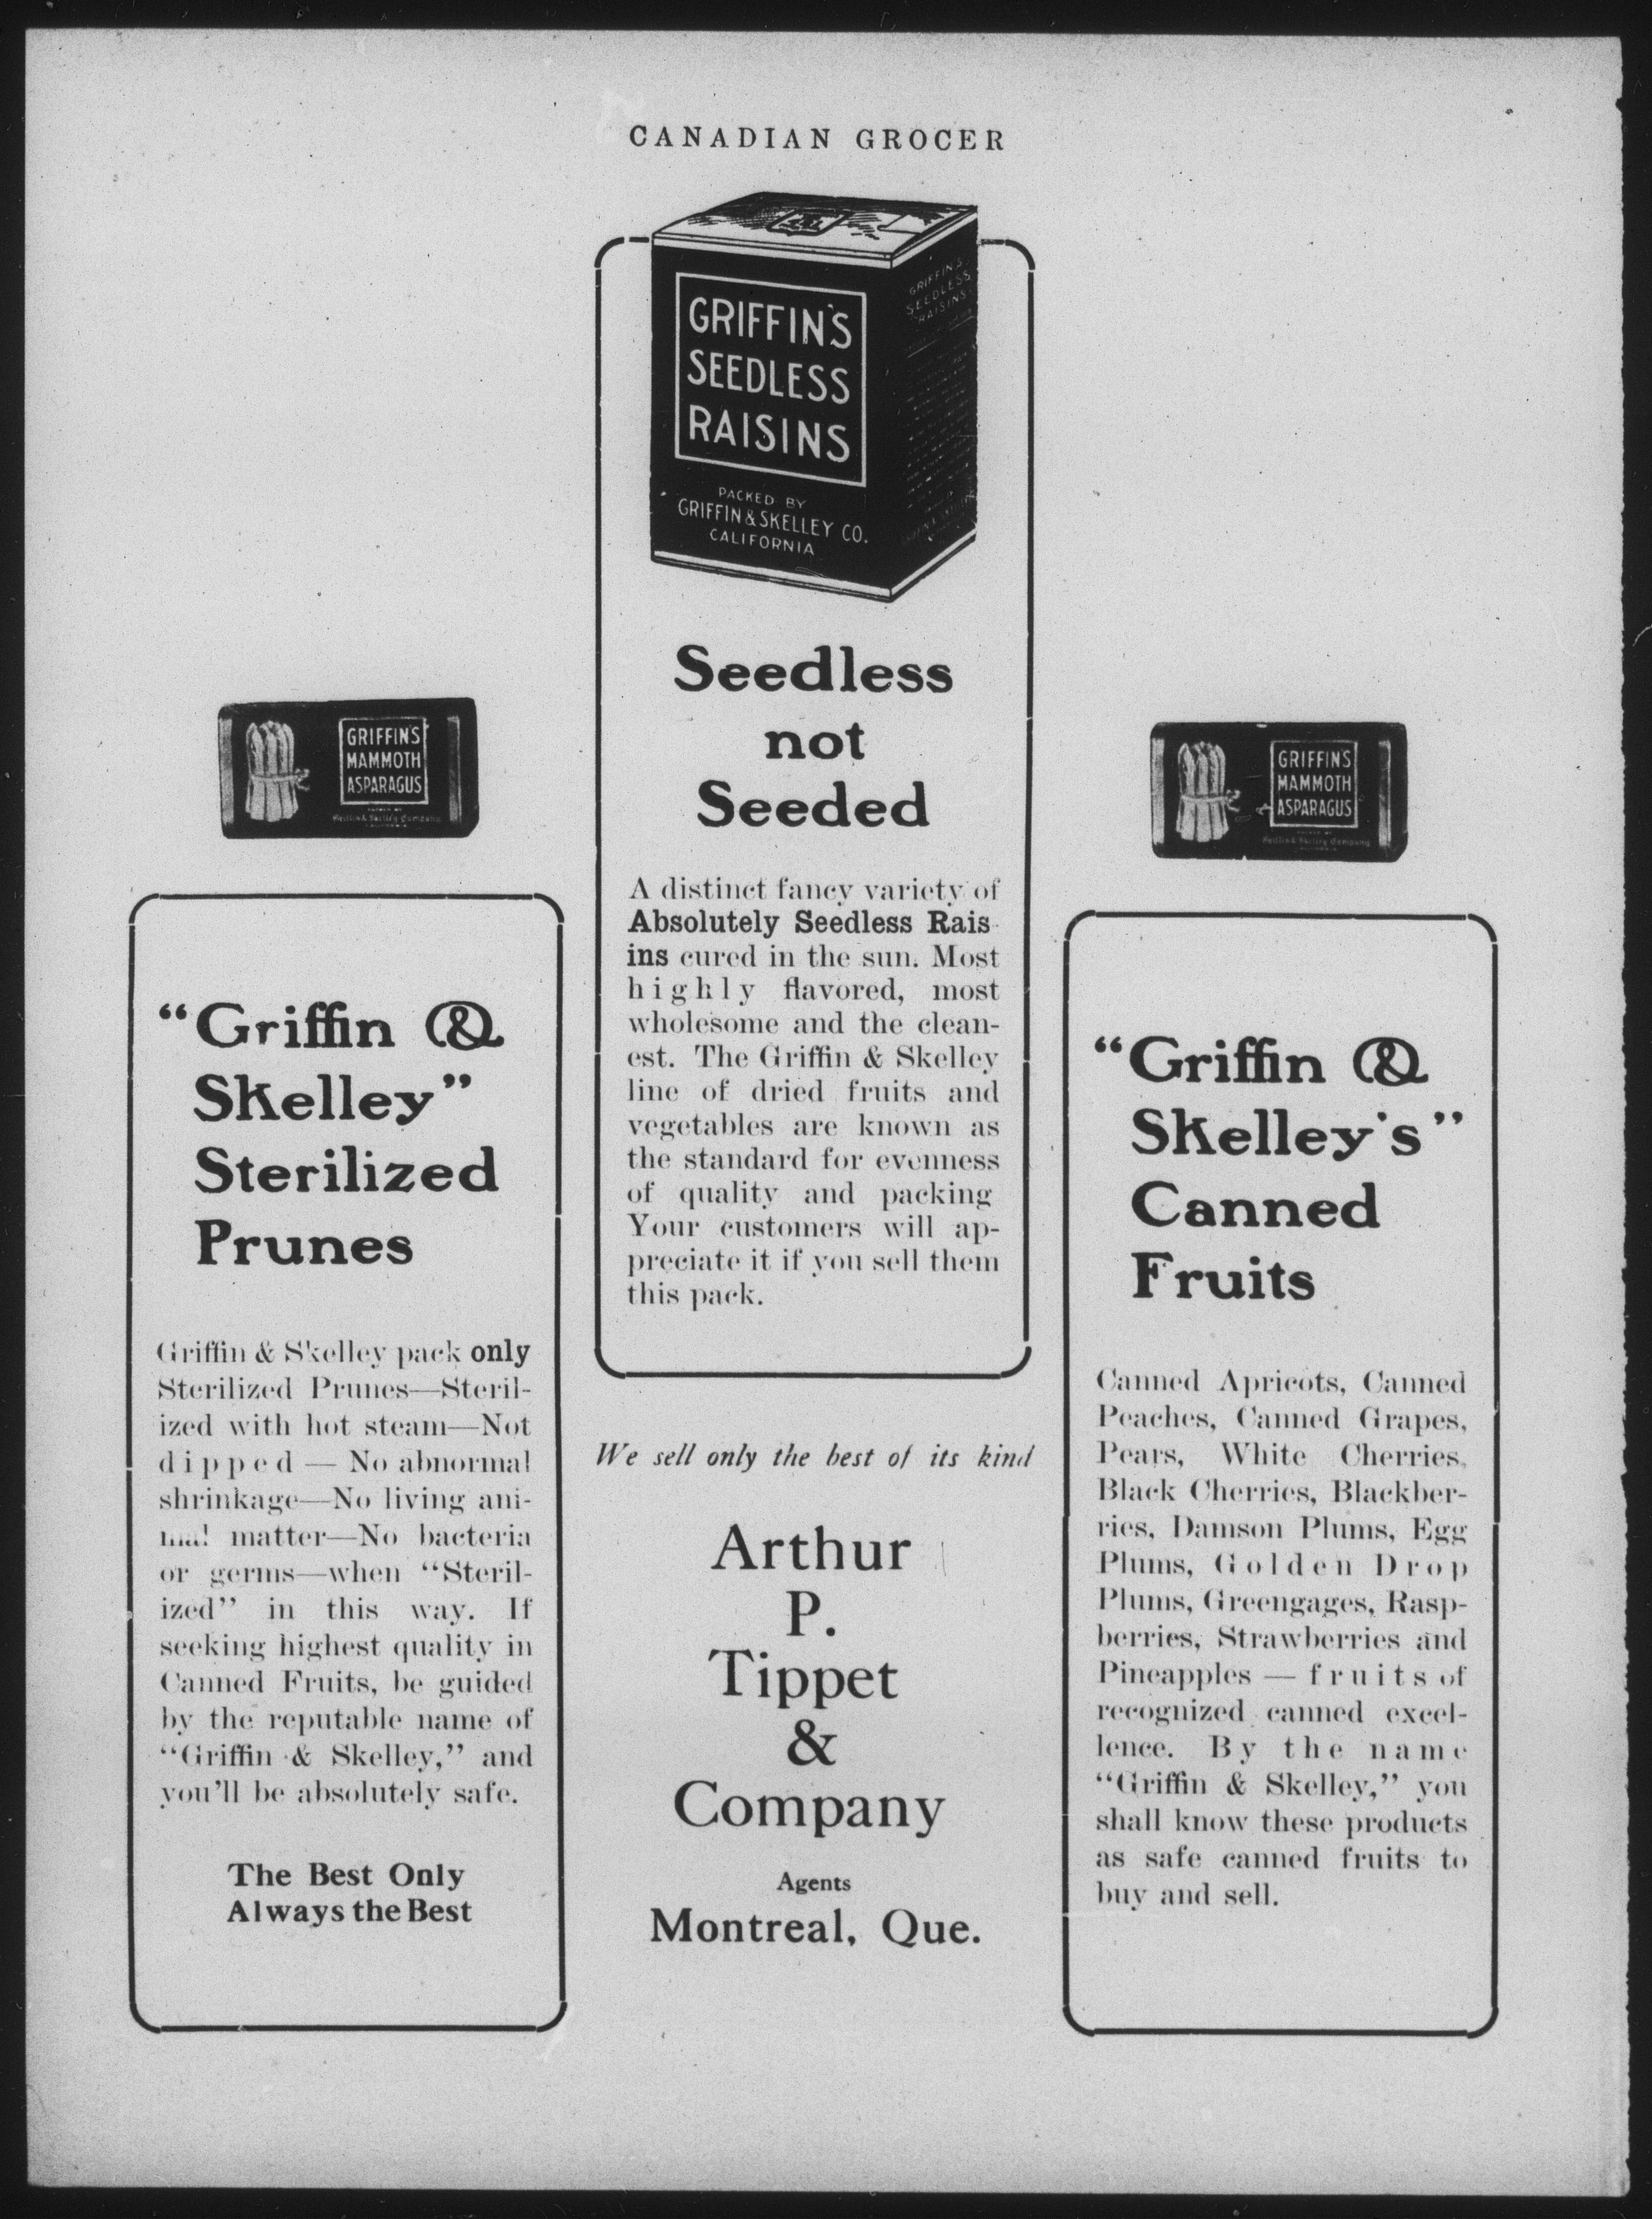 CANADIAN GROCER
GRIFFIN'S
SEEDLESS
RAISINS
PACKED BY
GRIFFIN & SKELLEY CO.
CALIFORNIA
GRIFFIN'S
SEEDLESS
RAISINS
Seedless
not
Seeded
A distinct fancy variety of
Absolutely Seedless Rais-
ins cured in the sun. Most
highly flavored, most
wholesome and the clean-
est. The Griffin & Skelley
line of dried fruits and
vegetables are known as
the standard for evenness
of quality and packing
Your customers will ap-
preciate it if you sell them
this pack.
GRIFFIN'S
MAMMOTH
ASPARAGUS
"Griffin &
Skelley"
Sterilized
Prunes
Griffin & Skelley pack only
Sterilized Prunes—Steril-
ized with hot steam—Not
dipped — No abnormal
shrinkage—No living ani-
mal matter—No bacteria
or germs—when "Steril-
ized" in this way. If
seeking highest quality in
Canned Fruits, be guided
by the reputable name of
"Griffin & Skelley," and
you'll be absolutely safe.
The Best Only
Always the Best
We sell only the best of its kind
Arthur
P.
Tippet
&
Company
Agents
Montreal, Que.
GRIFFIN'S
MAMMOTH
ASPARAGUS
"Griffin &
Skelley's"
Canned
Fruits
Canned Apricots, Canned
Peaches, Canned Grapes,
Pears, White Cherries,
Black Cherries, Blackber-
ries, Damson Plums, Egg
Plums, Golden Drop
Plums, Greengages, Rasp-
berries, Strawberries and
Pineapples — fruits of
recognized canned excel-
lence. By the name
"Griffin & Skelley," you
shall know these products
as safe canned fruits to
buy and sell.